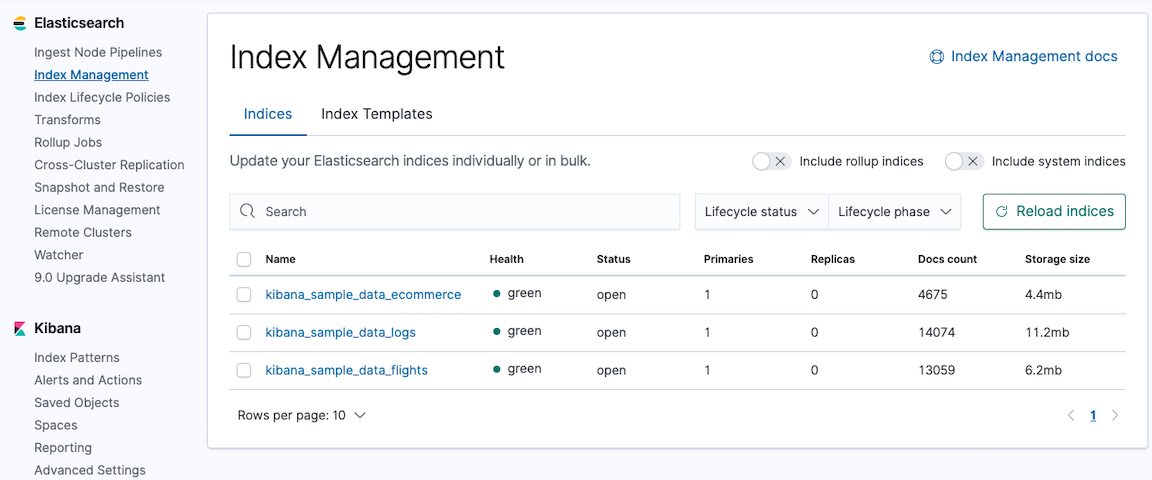 Elasticsearch
Ingest Node Pipelines
Index Management
Index Lifecycle Policies
Transforms
Rollup Jobs
Cross-Cluster Replication
Snapshot and Restore
License Management
Remote Clusters
Watcher
9.0 Upgrade Assistant
Kibana
Index Patterns
Alerts and Actions
Saved Objects
Spaces
Reporting
Advanced Settings
Index Management
Index Management docs
Indices Index Templates
Update your Elasticsearch indices individually or in bulk. Include rollup indices Include system indices
Search Lifecycle status Lifecycle phase Reload indices
Name Health Status Primaries Replicas Docs count Storage size
kibana_sample_data_ecommerce green open 1 0 4675 4.4mb
kibana_sample_data_logs green open 1 0 14074 11.2mb
kibana_sample_data_flights green open 1 0 13059 6.2mb
Rows per page: 10 1